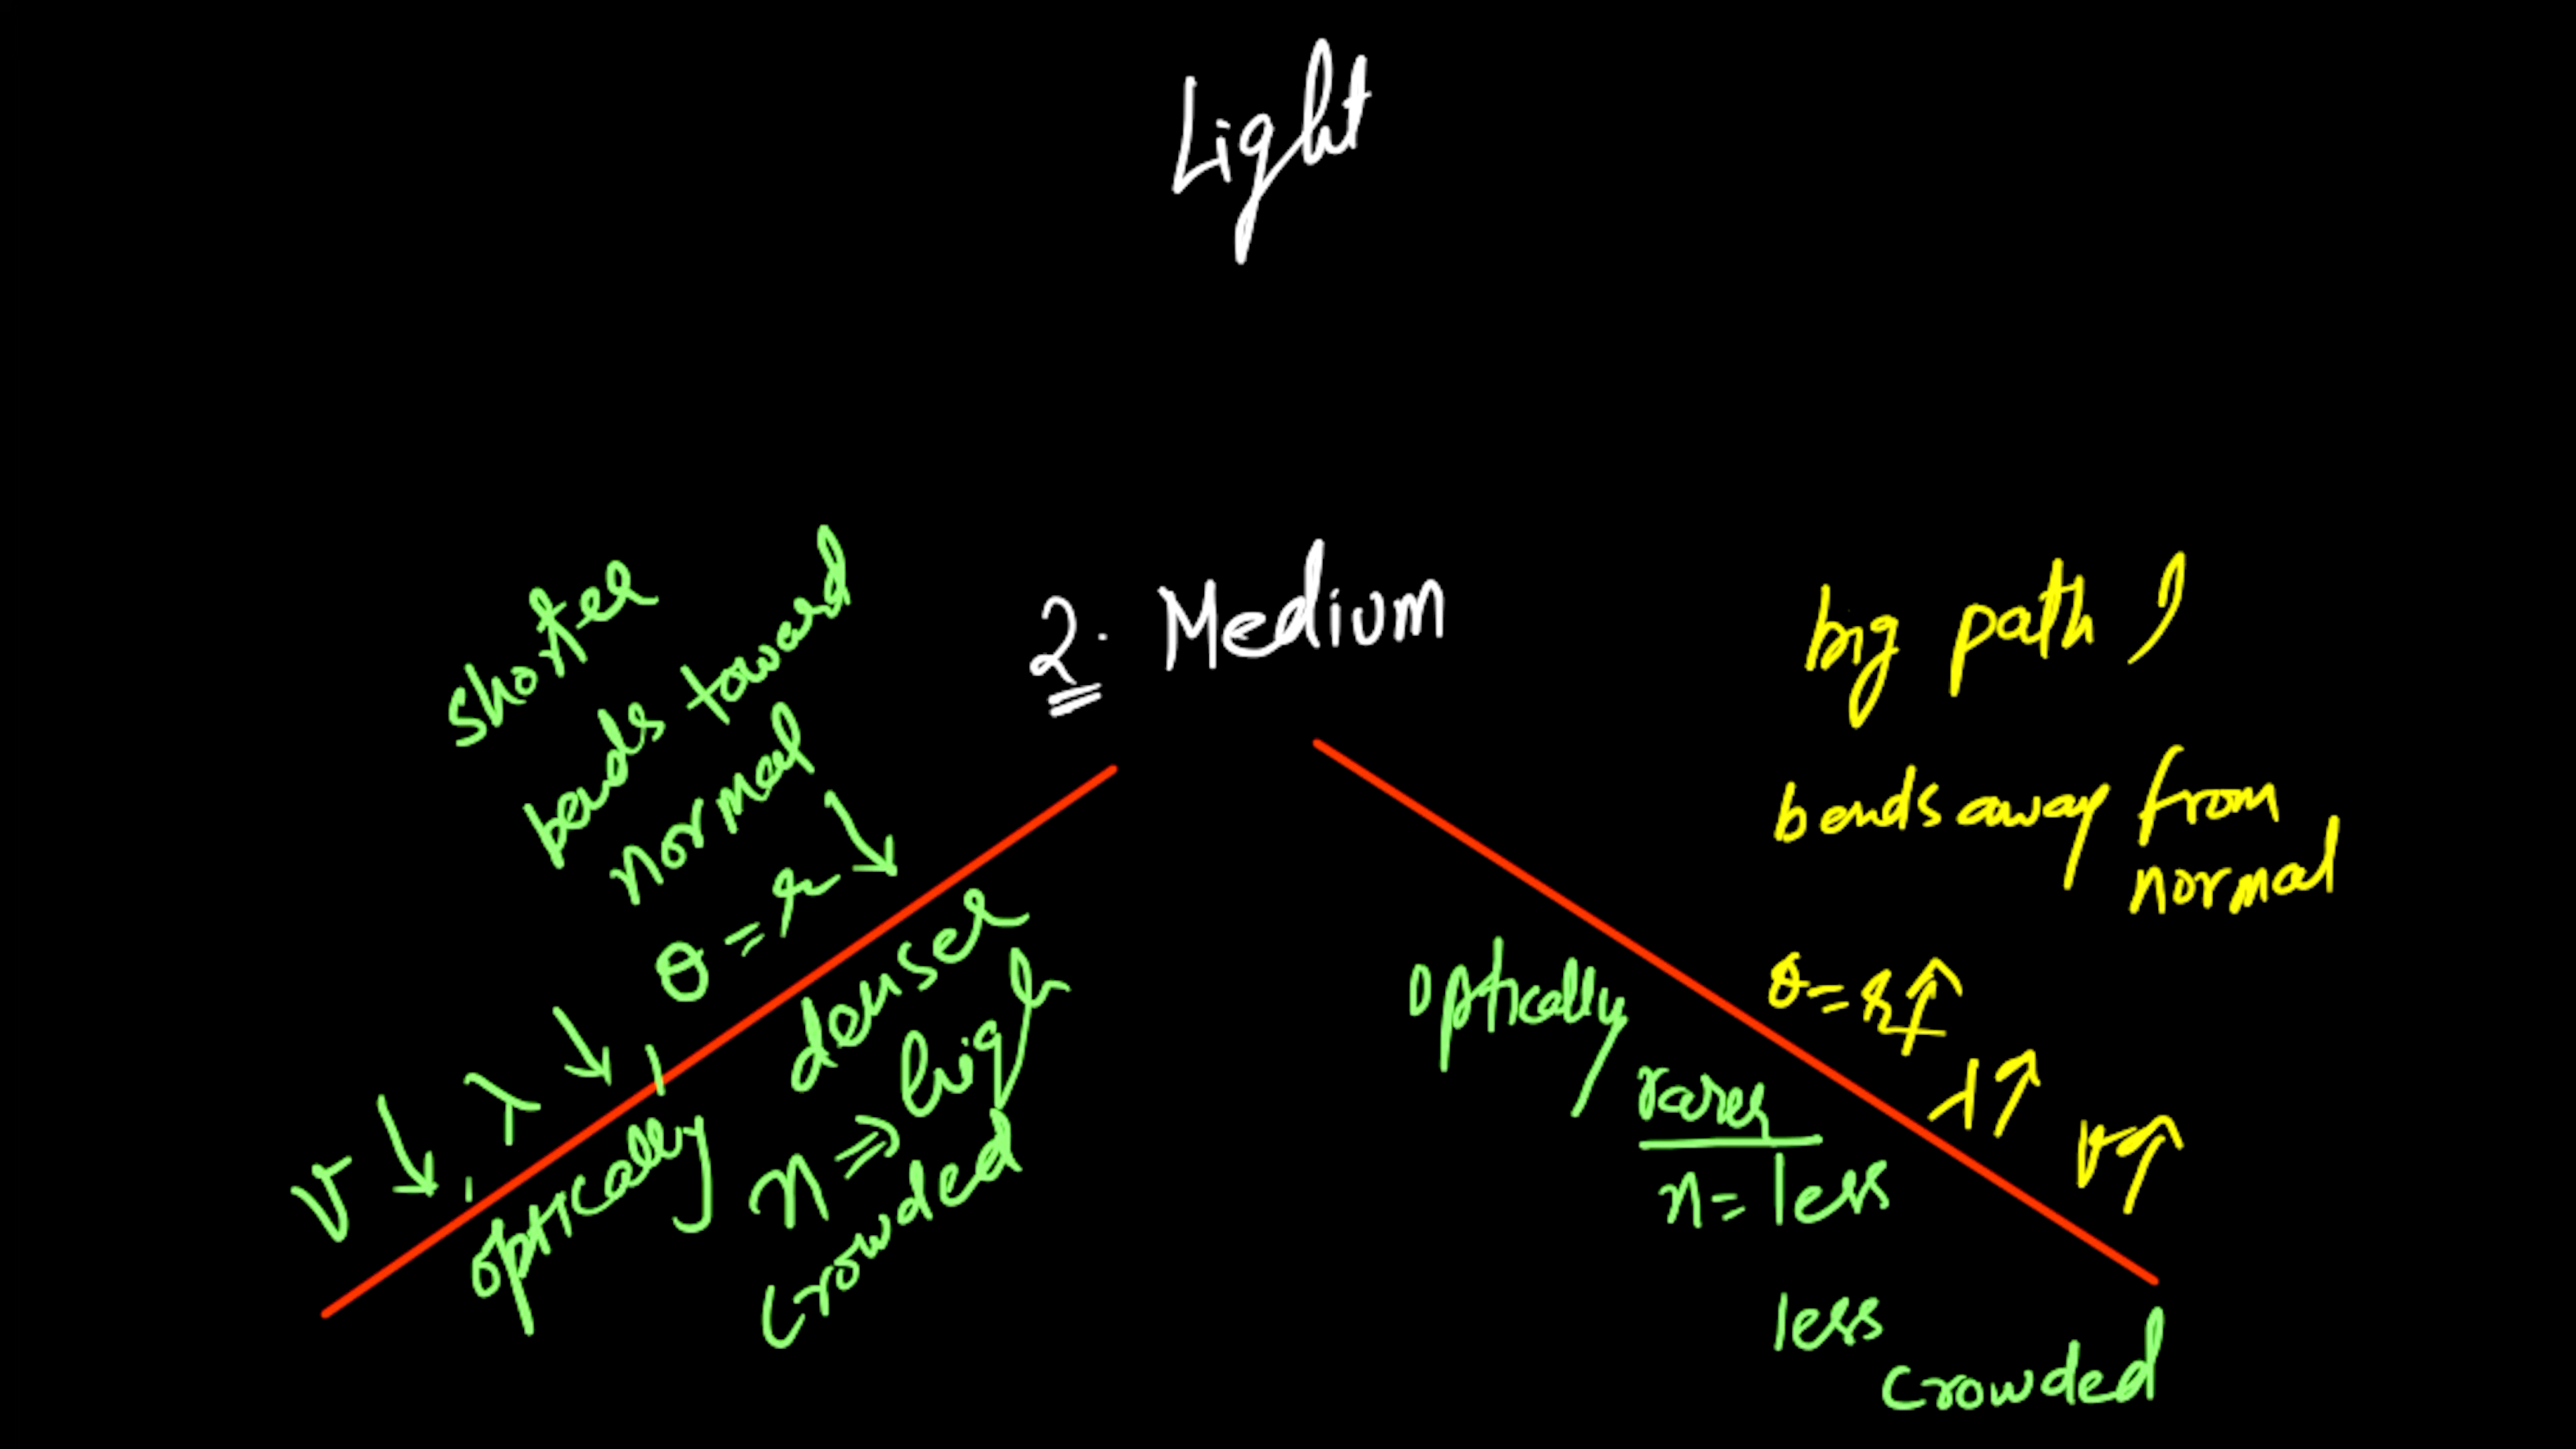 Light
2. Medium
shorter
bends toward
normal
θ = r ↓
v ↓, λ ↓,
optically denser
n ⇒ high
crowded
big path,
bends away from
normal
θ = r ↑
λ ↑
v ↑
optically
rarer
n = less
less
crowded